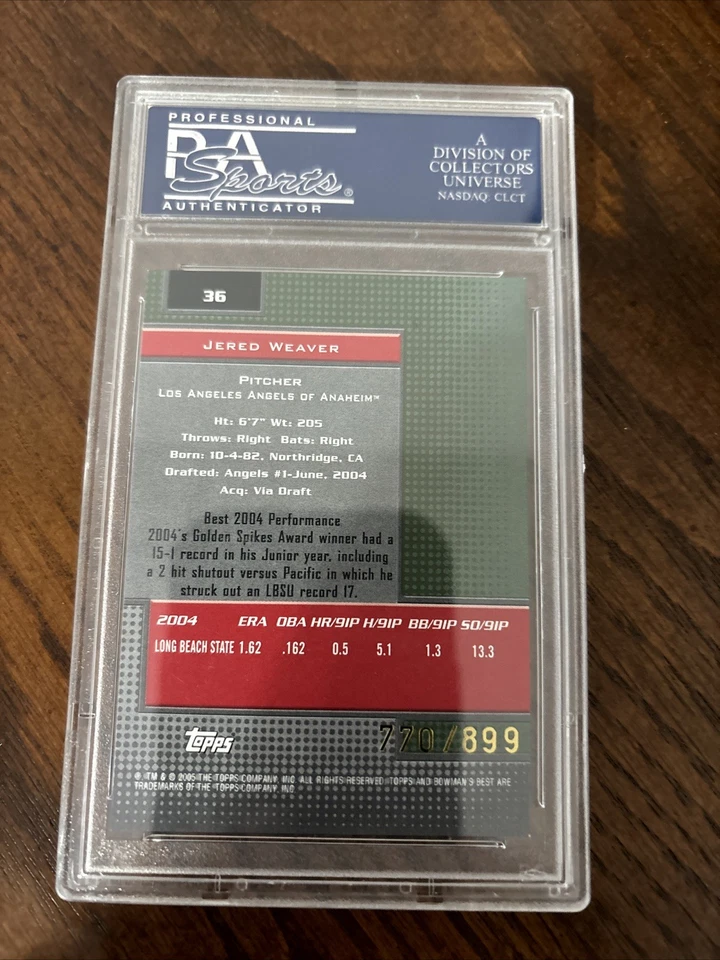 PROFESSIONAL
PSA
Sports®
AUTHENTICATOR
A
DIVISION OF
COLLECTORS
UNIVERSE
NASDAQ: CLCT
36
JERED WEAVER
PITCHER
LOS ANGELES ANGELS OF ANAHEIM™
Ht: 6'7" Wt: 205
Throws: Right Bats: Right
Born: 10-4-82, Northridge, CA
Drafted: Angels #1-June, 2004
Acq: Via Draft
Best 2004 Performance
2004's Golden Spikes Award winner had a
15-1 record in his Junior year, including
a 2 hit shutout versus Pacific in which he
struck out an LBSU record 17.
2004 ERA OBA HR/9IP H/9IP BB/9IP SO/9IP
LONG BEACH STATE 1.62 .162 0.5 5.1 1.3 13.3
topps
770/899
®, TM & © 2005 THE TOPPS COMPANY, INC. ALL RIGHTS RESERVED. TOPPS AND BOWMAN'S BEST ARE
TRADEMARKS OF THE TOPPS COMPANY, INC.